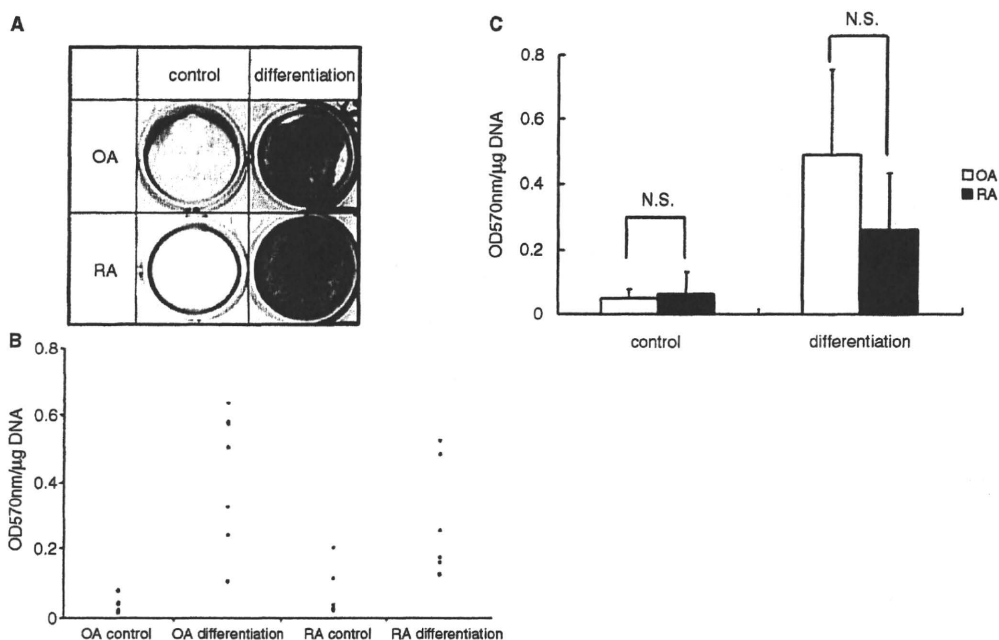 A
control differentiation
OA
RA
B
OD570nm/µg DNA
0.8
0.6
0.4
0.2
0
OA control OA differentiation RA control RA differentiation
C
OD570nm/µg DNA
0.8
0.6
0.4
0.2
0
N.S.
N.S.
control differentiation
OA
RA